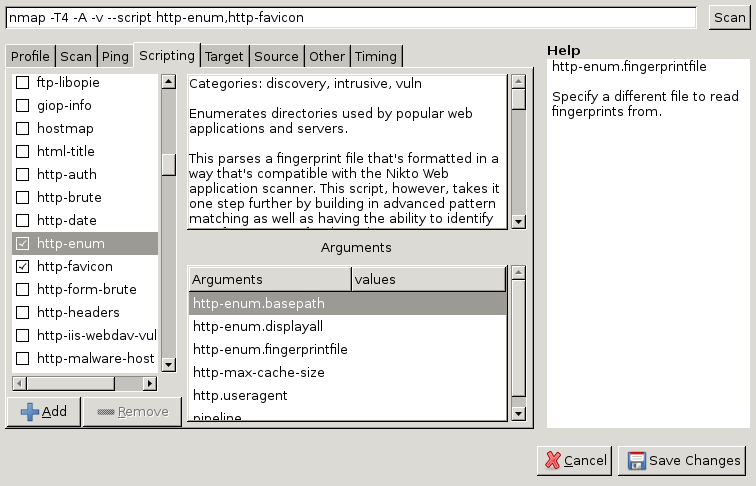 nmap -T4 -A -v --script http-enum,http-favicon
Scan
Profile Scan Ping Scripting Target Source Other Timing
ftp-libopie
giop-info
hostmap
html-title
http-auth
http-brute
http-date
http-enum
http-favicon
http-form-brute
http-headers
http-iis-webdav-vul
http-malware-host
Add
Remove
Categories: discovery, intrusive, vuln
Enumerates directories used by popular web
applications and servers.
This parses a fingerprint file that's formatted in a
way that's compatible with the Nikto Web
application scanner. This script, however, takes it
one step further by building in advanced pattern
matching as well as having the ability to identify
Arguments
Arguments values
http-enum.basepath
http-enum.displayall
http-enum.fingerprintfile
http-max-cache-size
http.useragent
pipeline
Help
http-enum.fingerprintfile
Specify a different file to read
fingerprints from.
Cancel
Save Changes